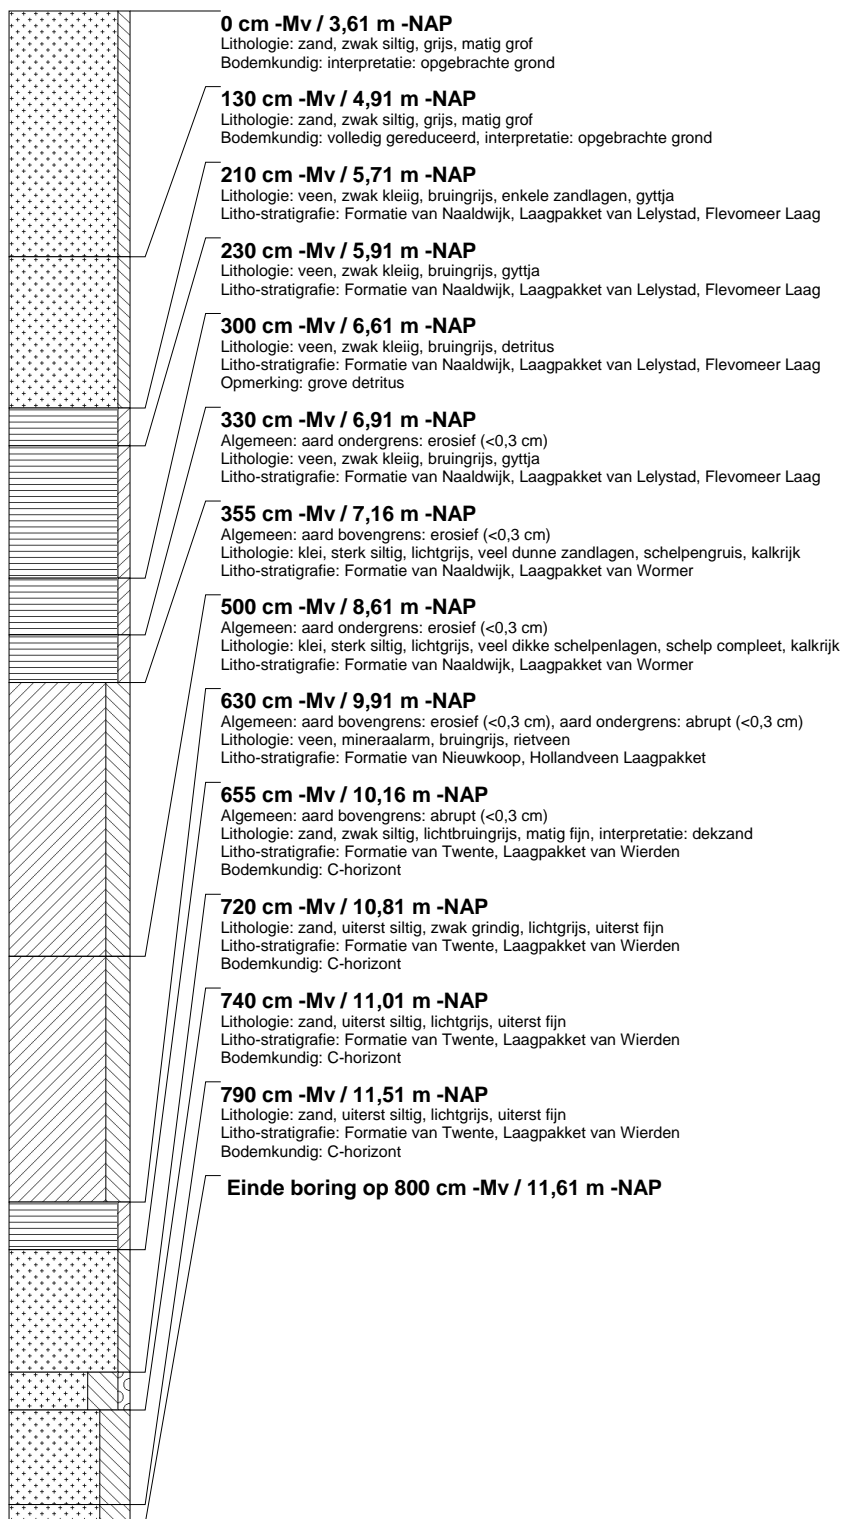 0 cm -Mv / 3,61 m -NAP
Lithologie: zand, zwak siltig, grijs, matig grof
Bodemkundig: interpretatie: opgebrachte grond
130 cm -Mv / 4,91 m -NAP
Lithologie: zand, zwak siltig, grijs, matig grof
Bodemkundig: volledig gereduceerd, interpretatie: opgebrachte grond
210 cm -Mv / 5,71 m -NAP
Lithologie: veen, zwak kleiig, bruingrijs, enkele zandlagen, gyttja
Litho-stratigrafie: Formatie van Naaldwijk, Laagpakket van Lelystad, Flevomeer Laag
230 cm -Mv / 5,91 m -NAP
Lithologie: veen, zwak kleiig, bruingrijs, gyttja
Litho-stratigrafie: Formatie van Naaldwijk, Laagpakket van Lelystad, Flevomeer Laag
300 cm -Mv / 6,61 m -NAP
Lithologie: veen, zwak kleiig, bruingrijs, detritus
Litho-stratigrafie: Formatie van Naaldwijk, Laagpakket van Lelystad, Flevomeer Laag
Opmerking: grove detritus
330 cm -Mv / 6,91 m -NAP
Algemeen: aard ondergrens: erosief (<0,3 cm)
Lithologie: veen, zwak kleiig, bruingrijs, gyttja
Litho-stratigrafie: Formatie van Naaldwijk, Laagpakket van Lelystad, Flevomeer Laag
355 cm -Mv / 7,16 m -NAP
Algemeen: aard bovengrens: erosief (<0,3 cm)
Lithologie: klei, sterk siltig, lichtgrijs, veel dunne zandlagen, schelpengruis, kalkrijk
Litho-stratigrafie: Formatie van Naaldwijk, Laagpakket van Wormer
500 cm -Mv / 8,61 m -NAP
Algemeen: aard ondergrens: erosief (<0,3 cm)
Lithologie: klei, sterk siltig, lichtgrijs, veel dikke schelpenlagen, schelp compleet, kalkrijk
Litho-stratigrafie: Formatie van Naaldwijk, Laagpakket van Wormer
630 cm -Mv / 9,91 m -NAP
Algemeen: aard bovengrens: erosief (<0,3 cm), aard ondergrens: abrupt (<0,3 cm)
Lithologie: veen, mineraalarm, bruingrijs, rietveen
Litho-stratigrafie: Formatie van Nieuwkoop, Hollandveen Laagpakket
655 cm -Mv / 10,16 m -NAP
Algemeen: aard bovengrens: abrupt (<0,3 cm)
Lithologie: zand, zwak siltig, lichtbruingrijs, matig fijn, interpretatie: dekzand
Litho-stratigrafie: Formatie van Twente, Laagpakket van Wierden
Bodemkundig: C-horizont
720 cm -Mv / 10,81 m -NAP
Lithologie: zand, uiterst siltig, zwak grindig, lichtgrijs, uiterst fijn
Litho-stratigrafie: Formatie van Twente, Laagpakket van Wierden
Bodemkundig: C-horizont
740 cm -Mv / 11,01 m -NAP
Lithologie: zand, uiterst siltig, lichtgrijs, uiterst fijn
Litho-stratigrafie: Formatie van Twente, Laagpakket van Wierden
Bodemkundig: C-horizont
790 cm -Mv / 11,51 m -NAP
Lithologie: zand, uiterst siltig, lichtgrijs, uiterst fijn
Litho-stratigrafie: Formatie van Twente, Laagpakket van Wierden
Bodemkundig: C-horizont
Einde boring op 800 cm -Mv / 11,61 m -NAP